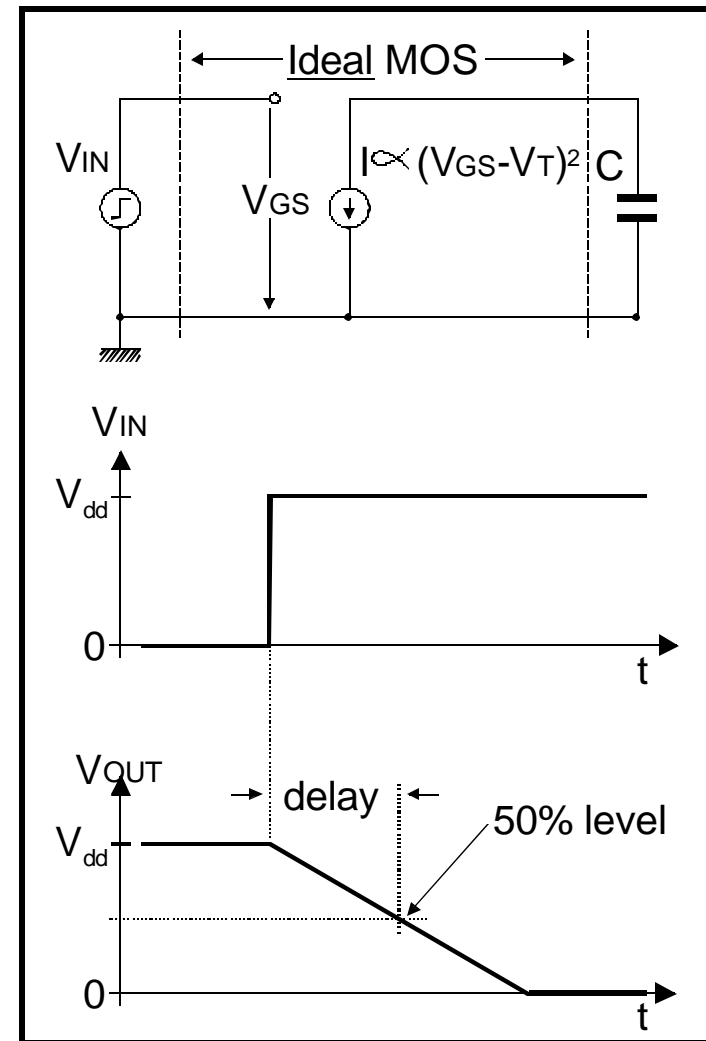 Ideal MOS
VIN
VGS
I∝(VGS-VT)² C
VIN
Vdd
0
t
VOUT
delay
50% level
Vdd
0
t